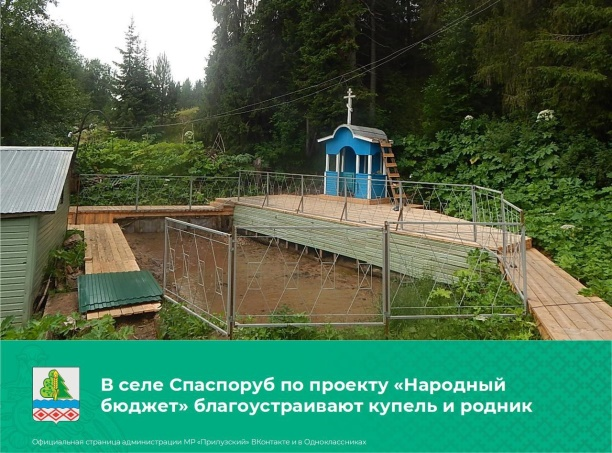 В селе Спаспоруб по проекту «Народный
бюджет» благоустраивают купель и родник
Официальная страница администрации МР «Прилузский» ВКонтакте и в Одноклассниках